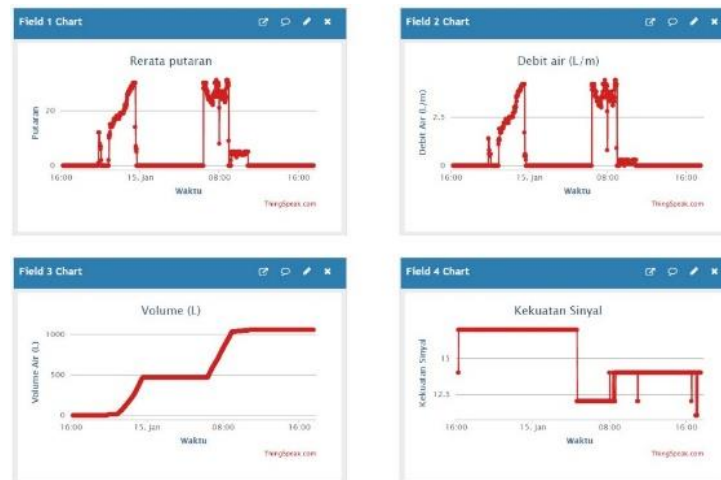 Field 1 Chart
Rerata putaran
Putaran
20
0
16:00
15. Jan
08:00
16:00
Waktu
ThingSpeak.com
Field 2 Chart
Debit air (L/m)
Debit Air (L/m)
2.5
0
16:00
15. Jan
08:00
16:00
Waktu
ThingSpeak.com
Field 3 Chart
Volume (L)
Volume Air (L)
1000
500
0
16:00
15. Jan
08:00
16:00
Waktu
ThingSpeak.com
Field 4 Chart
Kekuatan Sinyal
Kekuatan Sinyal
15
12.5
16:00
15. Jan
08:00
16:00
Waktu
ThingSpeak.com